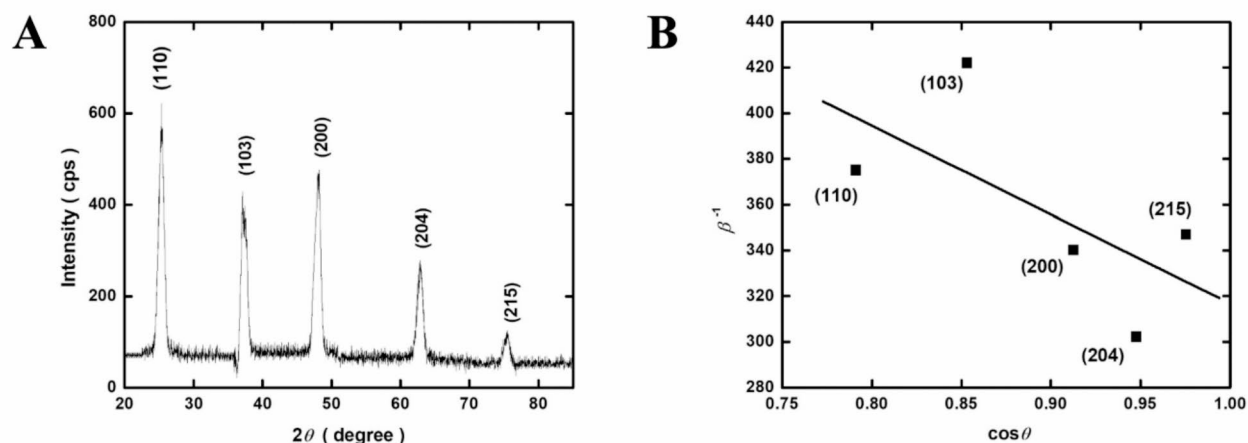 A
800
600
400
200
0
Intensity ( cps )
(110)
(103)
(200)
(204)
(215)
20 30 40 50 60 70 80
2θ ( degree )
B
420
400
380
360
340
320
300
280
β⁻¹
(103)
(110)
(215)
(200)
(204)
0.75 0.80 0.85 0.90 0.95 1.00
cosθ